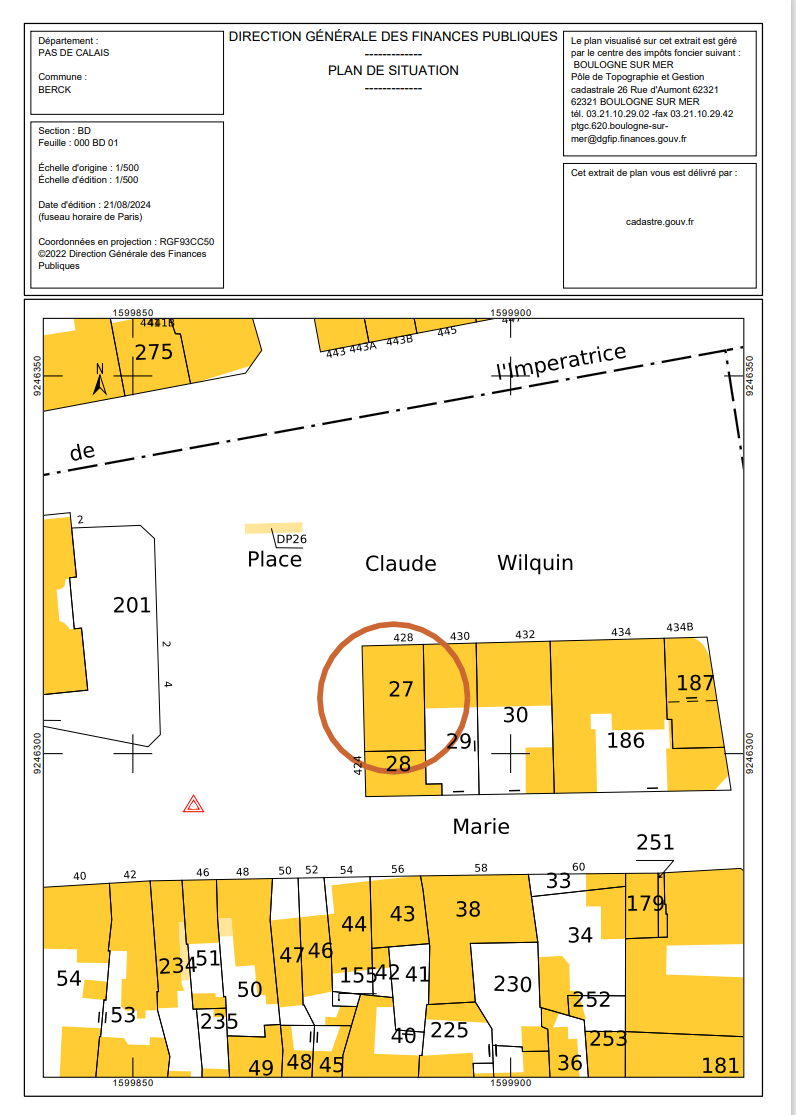 Département :
PAS DE CALAIS
Commune :
BERCK
Section : BD
Feuille : 000 BD 01
Échelle d'origine : 1/500
Échelle d'édition : 1/500
Date d'édition : 21/08/2024
(fuseau horaire de Paris)
Coordonnées en projection : RGF93CC50
©2022 Direction Générale des Finances
Publiques
DIRECTION GÉNÉRALE DES FINANCES PUBLIQUES
-------------
PLAN DE SITUATION
-------------
Le plan visualisé sur cet extrait est géré
par le centre des impôts foncier suivant :
BOULOGNE SUR MER
Pôle de Topographie et Gestion
cadastrale 26 Rue d'Aumont 62321
62321 BOULOGNE SUR MER
tél. 03.21.10.29.02 -fax 03.21.10.29.42
ptgc.620.boulogne-sur-
mer@dgfip.finances.gouv.fr
Cet extrait de plan vous est délivré par :
cadastre.gouv.fr
1599850 1599900
275 443 443A 443B 445
9246350 N l'Imperatrice 9246350
de
2
DP26
Place Claude Wilquin
201
2
4
428 430 432 434 434B
27 187
30
29 186
28
424
9246300 9246300
Marie
251
40 42 46 48 50 52 54 56 58 60
33
179
44 43 38
34
47 46
234 51
54 155 42 41 230
50
252
53 235 40 225
253
49 48 45 36 181
1599850 1599900